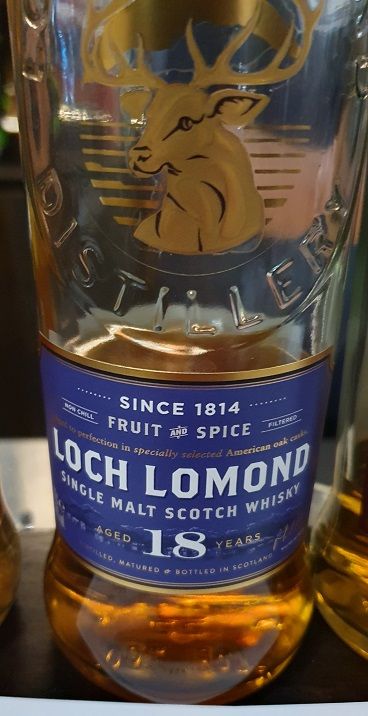 DISTILLERY
SINCE 1814
NON CHILL FRUIT AND SPICE FILTERED
to perfection in specially selected American oak casks
LOCH LOMOND
SINGLE MALT SCOTCH WHISKY
AGED 18 YEARS
DISTILLED, MATURED & BOTTLED IN SCOTLAND